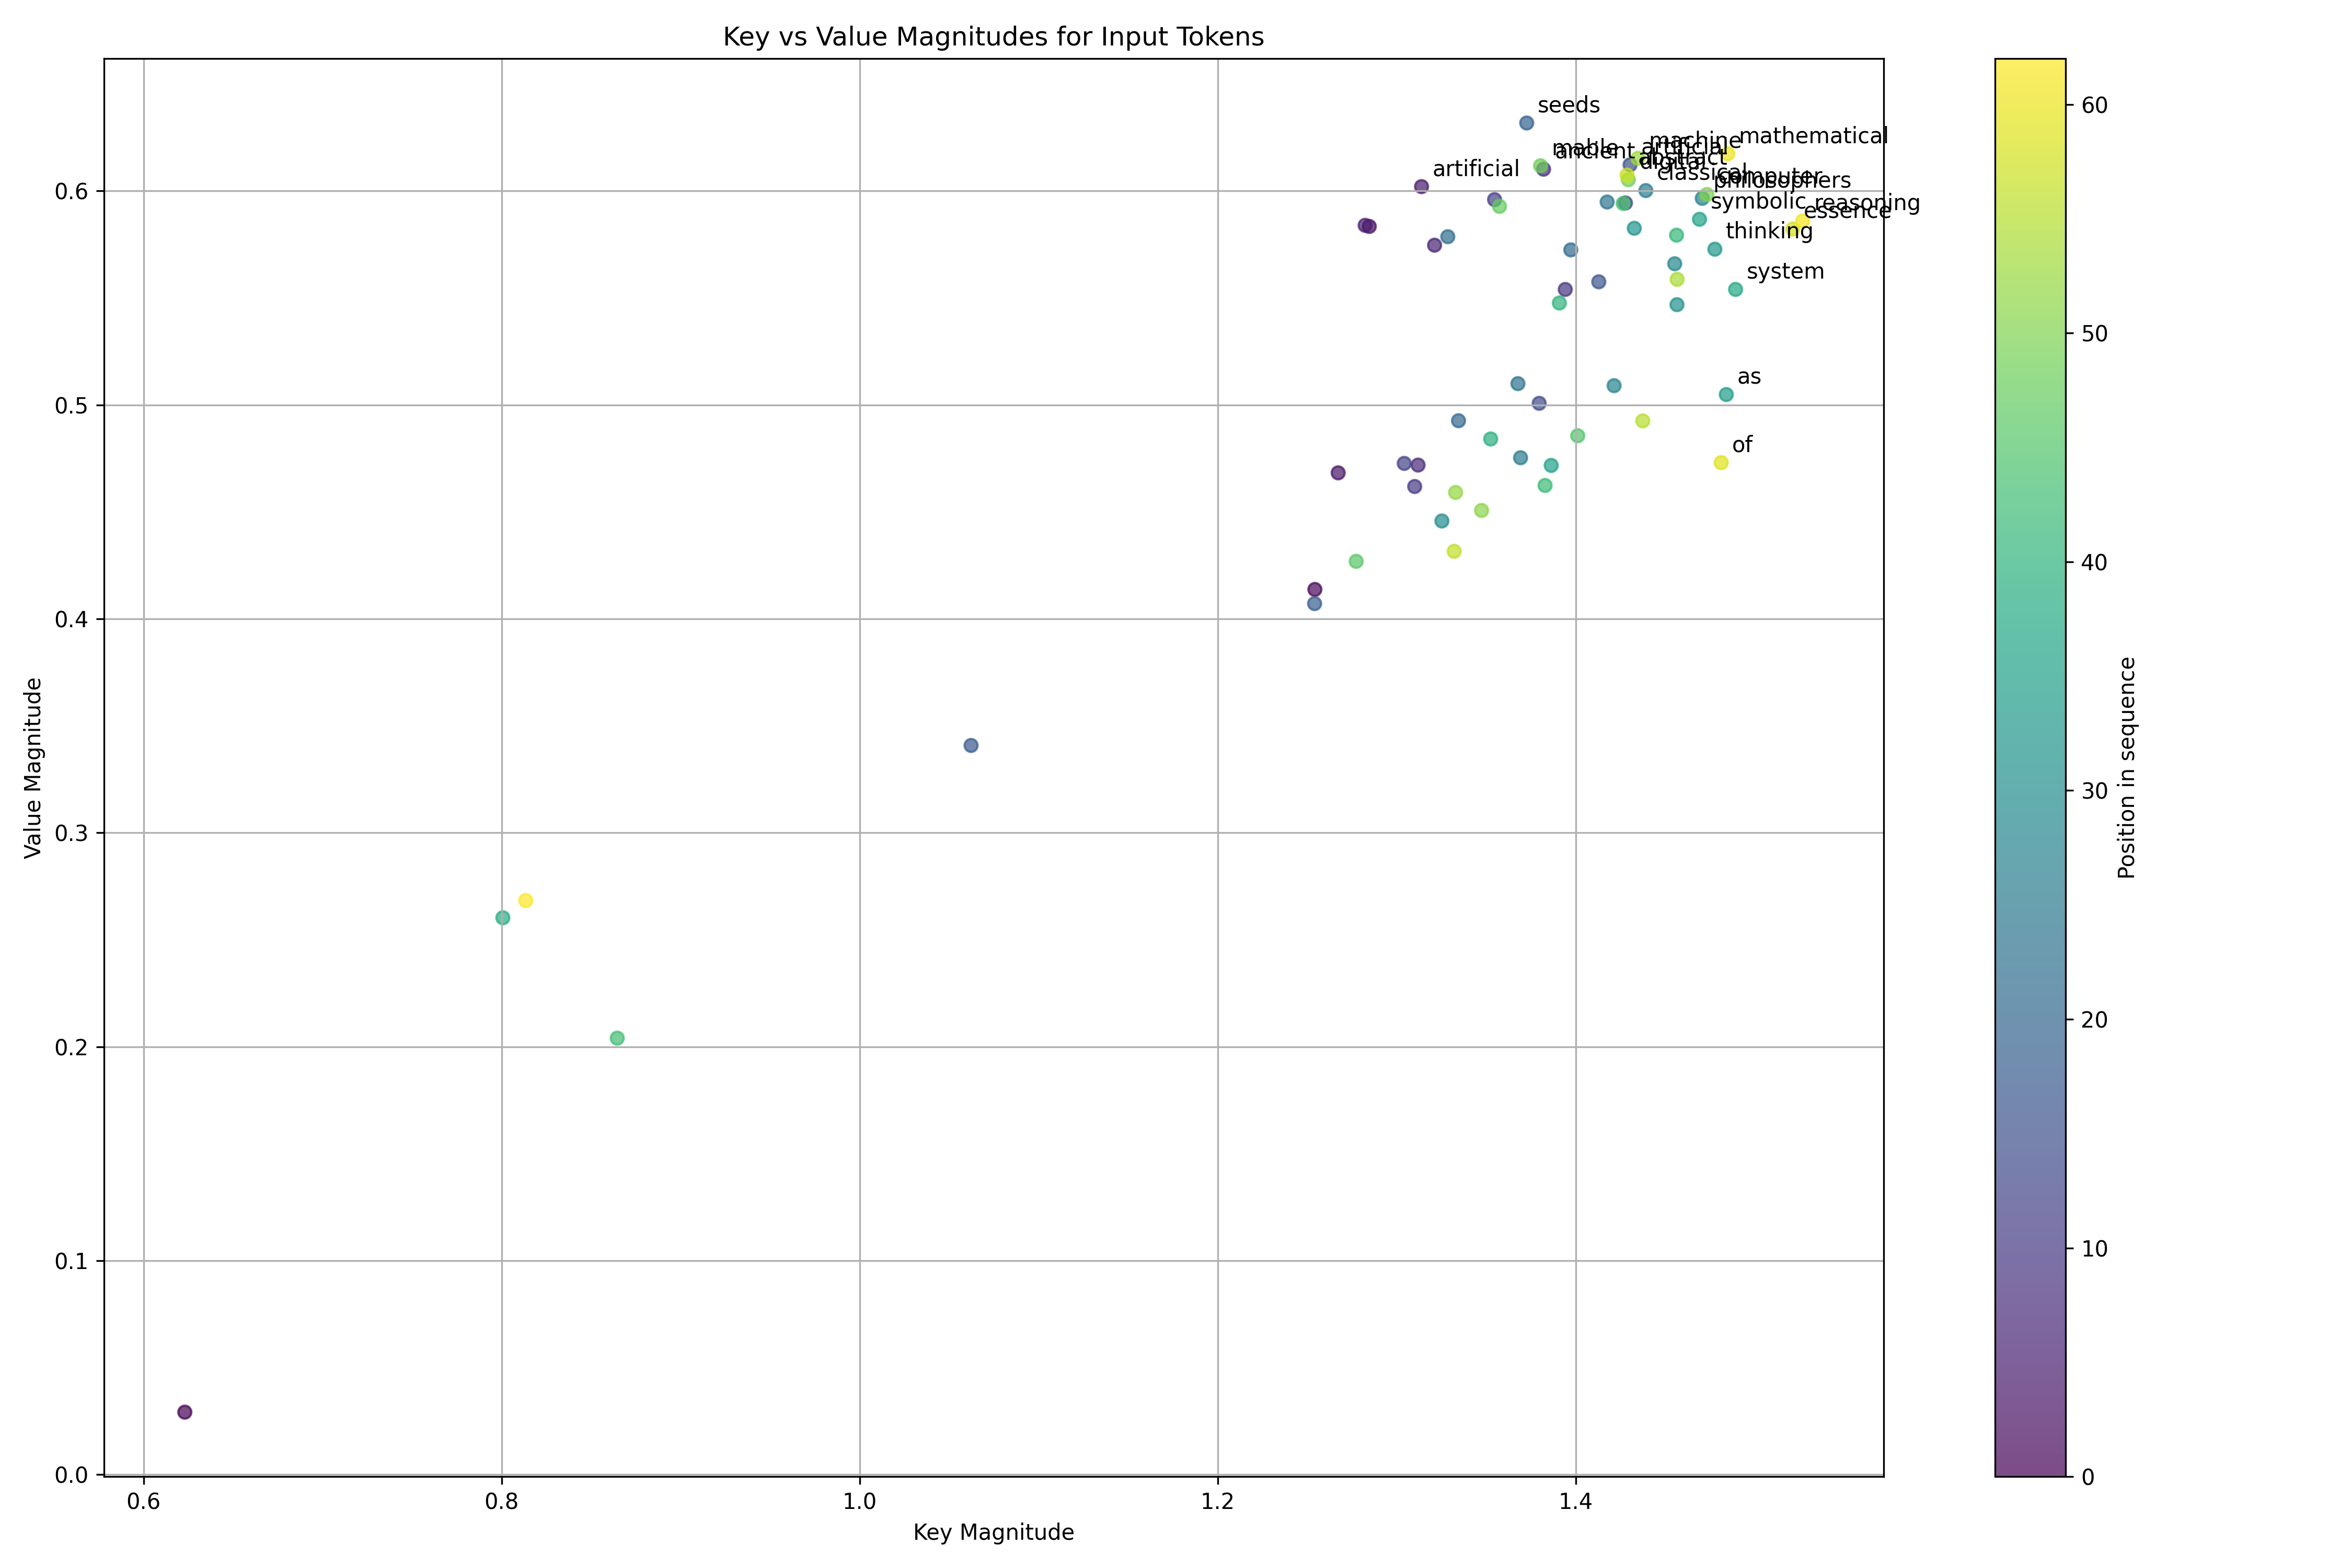 Key vs Value Magnitudes for Input Tokens
seeds
machine
mathematical
mable
ancient
artificial
abstract
artificial
digital
classical
computer
philosophers
symbolic
reasoning
essence
thinking
system
as
of
0.6
0.5
0.4
0.3
0.2
0.1
0.0
Value Magnitude
0.6
0.8
1.0
1.2
1.4
Key Magnitude
60
50
40
30
20
10
0
Position in sequence